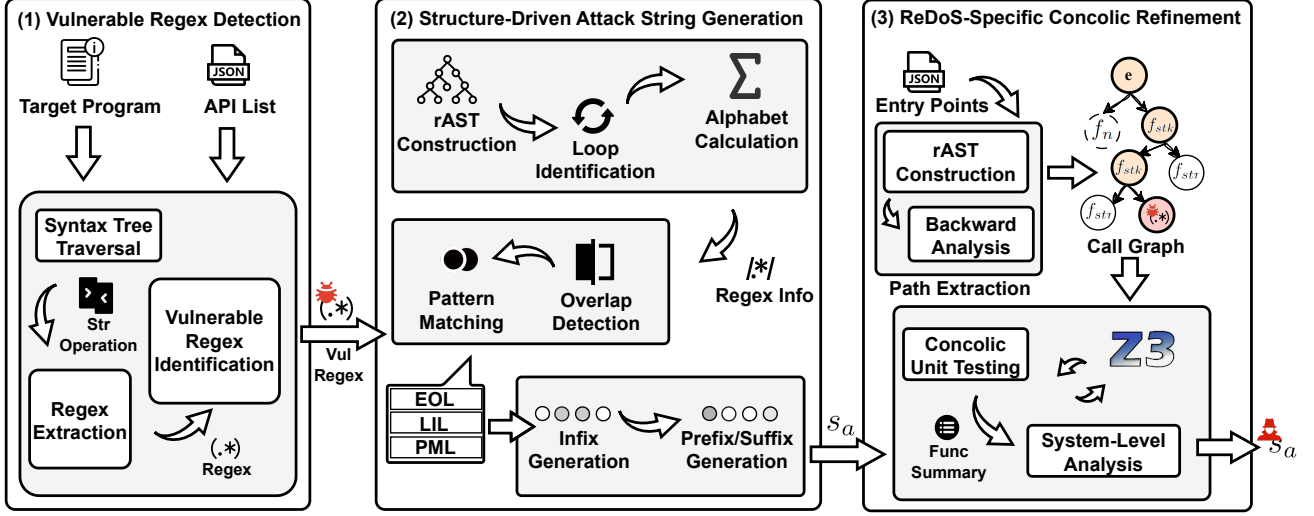 (1) Vulnerable Regex Detection
JSON
Target Program
API List
Syntax Tree
Traversal
Str
Operation
Regex
Extraction
Vulnerable
Regex
Identification
(.*)
Regex
(.*)
Vul
Regex
(2) Structure-Driven Attack String Generation
rAST
Construction
Loop
Identification
Σ
Alphabet
Calculation
Pattern
Matching
Overlap
Detection
/.*/
Regex Info
EOL
LIL
PML
Infix
Generation
Prefix/Suffix
Generation
s_a
(3) ReDoS-Specific Concolic Refinement
JSON
Entry Points
rAST
Construction
Backward
Analysis
Path Extraction
e
f_n
f_stk
f_stk
f_str
f_str
(.*)
Call Graph
Concolic
Unit Testing
Z3
Func
Summary
System-Level
Analysis
s_a